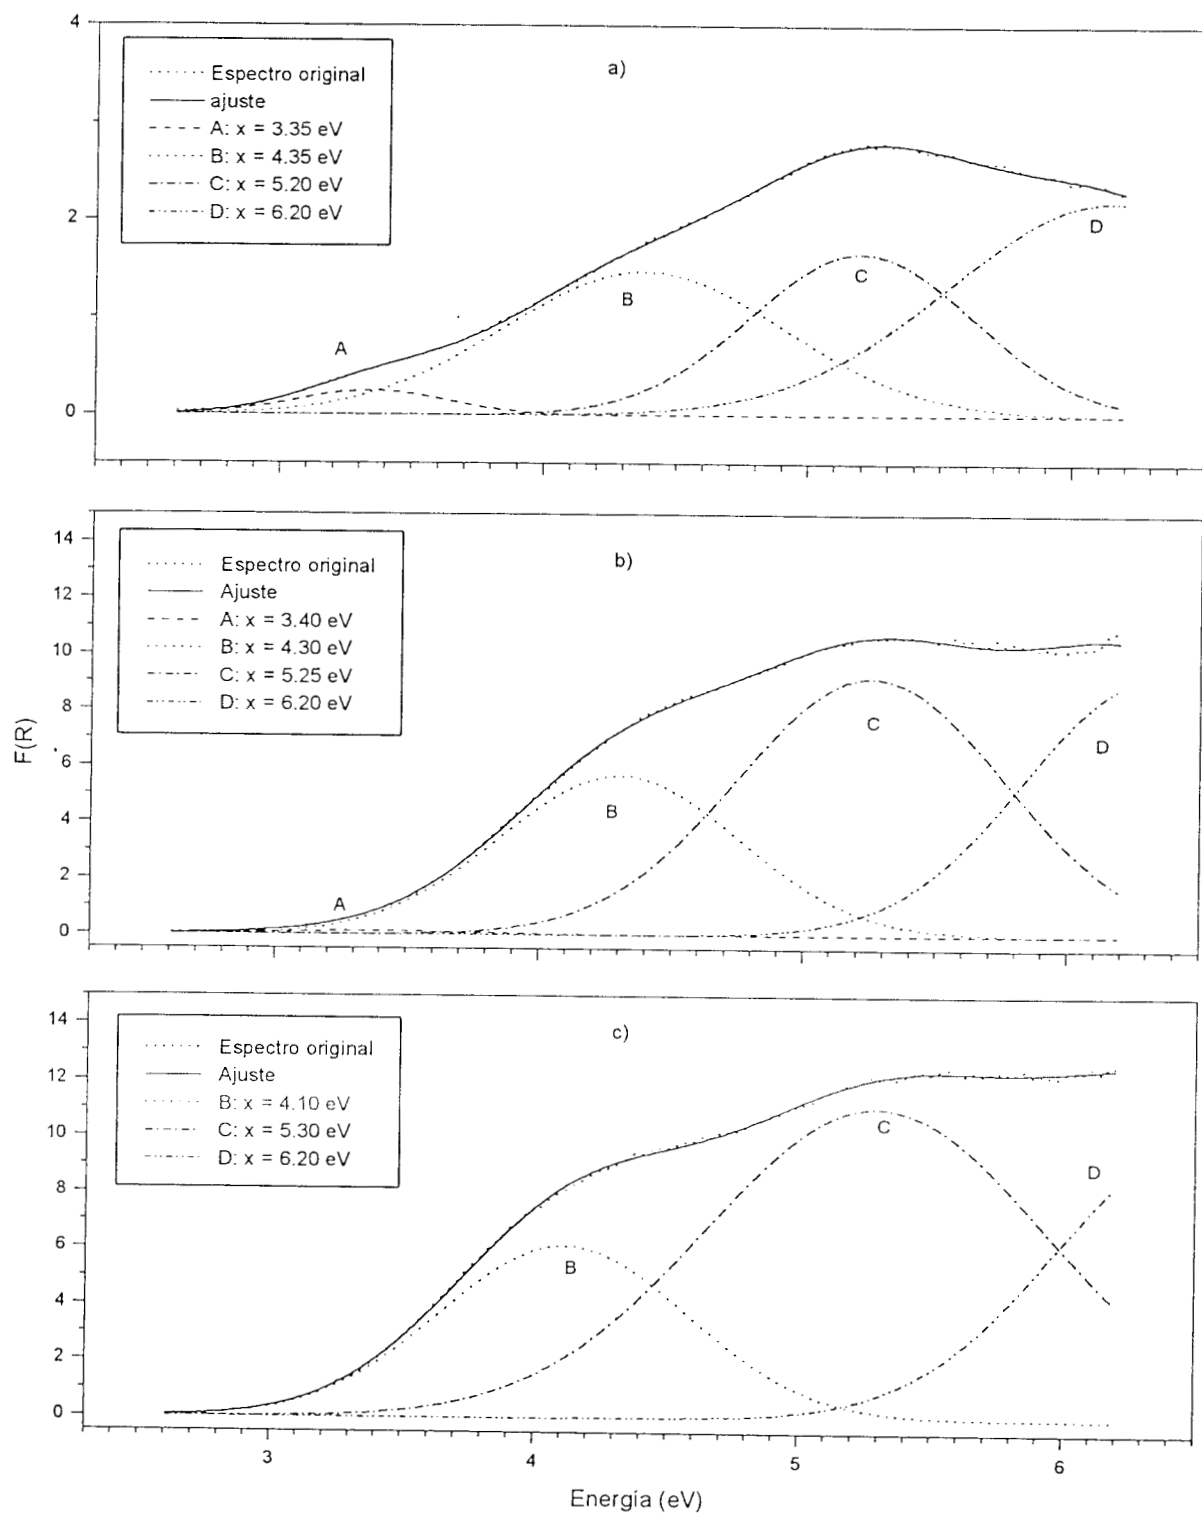 4
Espectro original
ajuste
A: x = 3.35 eV
B: x = 4.35 eV
C: x = 5.20 eV
D: x = 6.20 eV
a)
2
0
A
B
C
D
14
12
10
8
6
4
2
0
Espectro original
Ajuste
A: x = 3.40 eV
B: x = 4.30 eV
C: x = 5.25 eV
D: x = 6.20 eV
b)
A
B
C
D
F(R)
14
12
10
8
6
4
2
0
Espectro original
Ajuste
B: x = 4.10 eV
C: x = 5.30 eV
D: x = 6.20 eV
c)
B
C
D
3
4
5
6
Energía (eV)